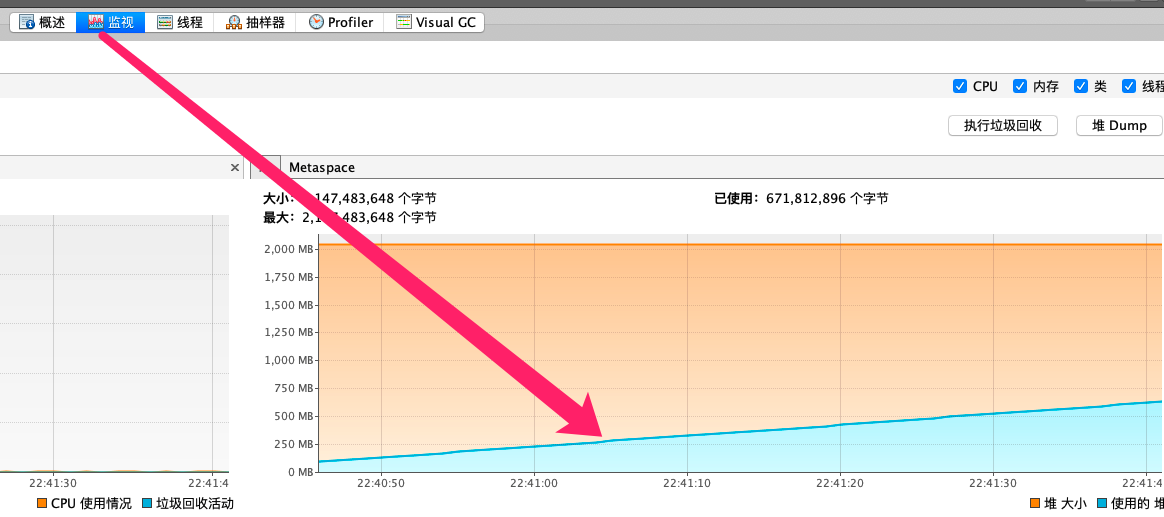 概述 监视 线程 抽样器 Profiler Visual GC
CPU 内存 类 线程
执行垃圾回收 堆 Dump
× Metaspace
大小: 147,483,648 个字节 已使用: 671,812,896 个字节
最大: 2,1 483,648 个字节
2,000 MB
1,750 MB
1,500 MB
1,250 MB
1,000 MB
750 MB
500 MB
250 MB
0 MB
22:41:30 22:41:4 22:40:50 22:41:00 22:41:10 22:41:20 22:41:30 22:41:4
CPU 使用情况 垃圾回收活动 堆 大小 使用的 堆